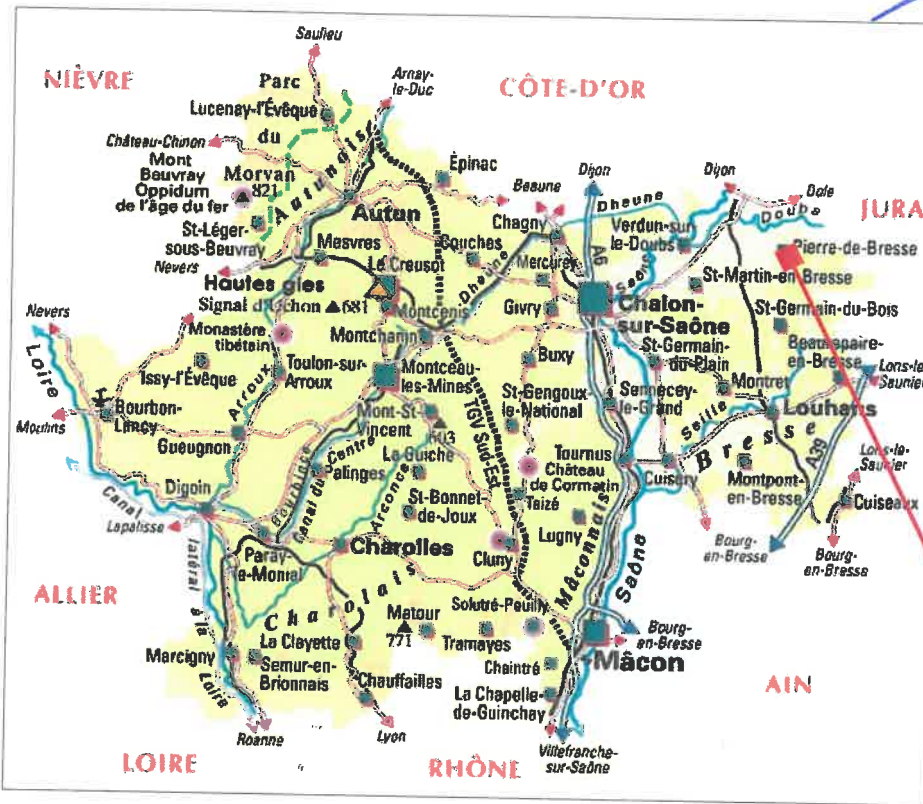 Saulieu
NIÈVRE
Parc
Arnay-
le-Duc
CÔTE-D'OR
Lucenay-l'Évêque
du
Château-Chinon
Mont
Beuvray
Oppidum
de l'âge du fer
Morvan
821
Autunois
Épinac
Beaune
Dijon
Dijon
Dole
Autun
Chagny
Dheune
Verdun-sur
le-Doubs
Doubs
JURA
St-Léger-
sous-Beuvray
Mesvres
Couches
A6
Saône
Pierre-de-Bresse
Nevers
Hautes gies
Le Creusot
Mercurey
St-Martin-en Bresse
Signal d'Uchon 681
Montcenis
Dheune
Givry
Chalon-
sur-Saône
St-Germain-du-Bois
Nevers
Monastère
tibétain
Montchanin
Beaurepaire-
en-Bresse
Loire
Issy-l'Évêque
Toulon-sur-
Arroux
Arroux
Montceau-
les-Mines
Buxy
St-Germain-
du-Plain
Lons-le-
Saunier
Bourbon-
Lancy
Moulins
Gueugnon
Mont-St
Vincent
603
St-Gengoux
le-National
Sennecey-
le-Grand
Montret
Louhans
Seille
Bresse
TGV Sud-Est
La Guiche
Palinges
Canal du Centre
Bourbince
Tournus
Cuisery
Montpont-
en-Bresse
A39
Lons-le-
Saunier
Digoin
Canal
latéral à la
Loire
Lapalisse
Arconce
St-Bonnet-
de-Joux
Château
de Cormatin
Taizé
Cuiseaux
Lugny
Mâconnais
Saône
Bourg-
en-Bresse
Bourg-
en-Bresse
Paray-
le-Monial
Charolles
Cluny
ALLIER
Charolais
Matour
771
Solutré-Pouilly
Tramayes
Bourg-
en-Bresse
Mâcon
Marcigny
La Clayette
Semur-en-
Brionnais
Chaintré
AIN
Chauffailles
La Chapelle-
de-Guinchay
Roanne
Lyon
Villefranche-
sur-Saône
LOIRE
RHÔNE